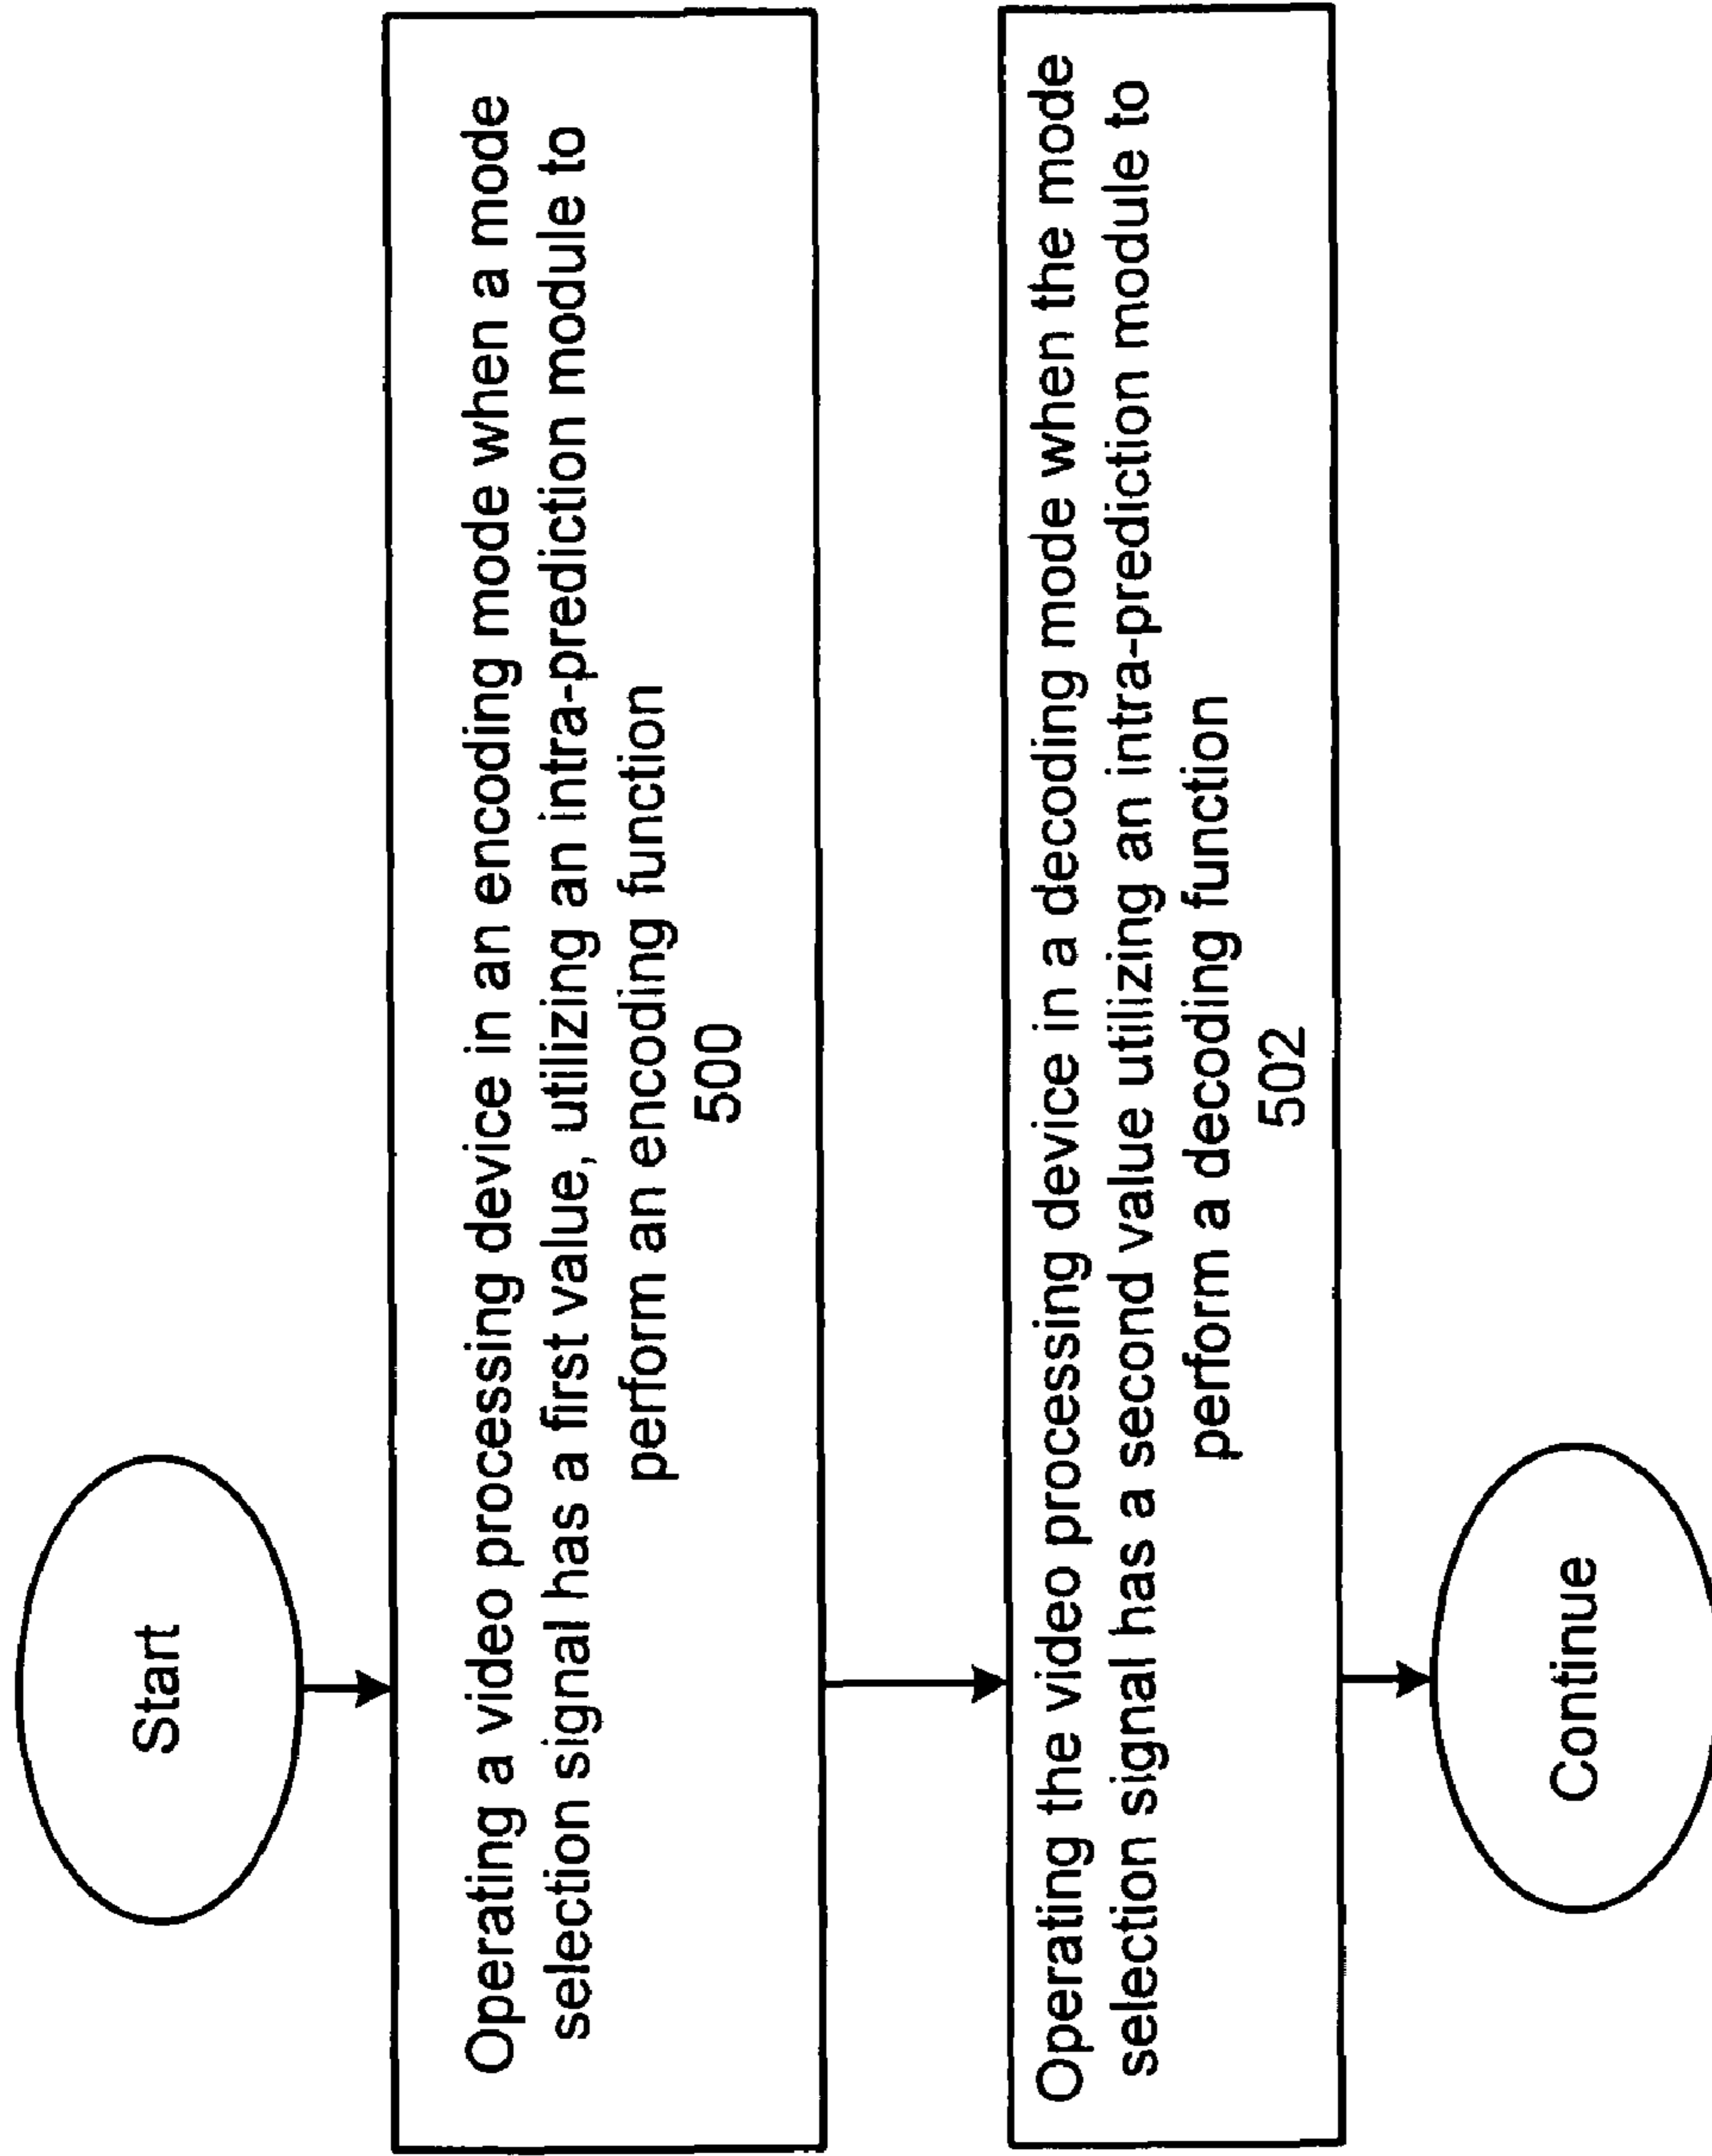 Start
Operating a video processing device in an encoding mode when a mode
selection signal has a first value, utilizing an intra-prediction module to
perform an encoding function
500
Operating the video processing device in a decoding mode when the mode
selection signal has a second value utilizing an intra-prediction module to
perform a decoding function
502
Continue